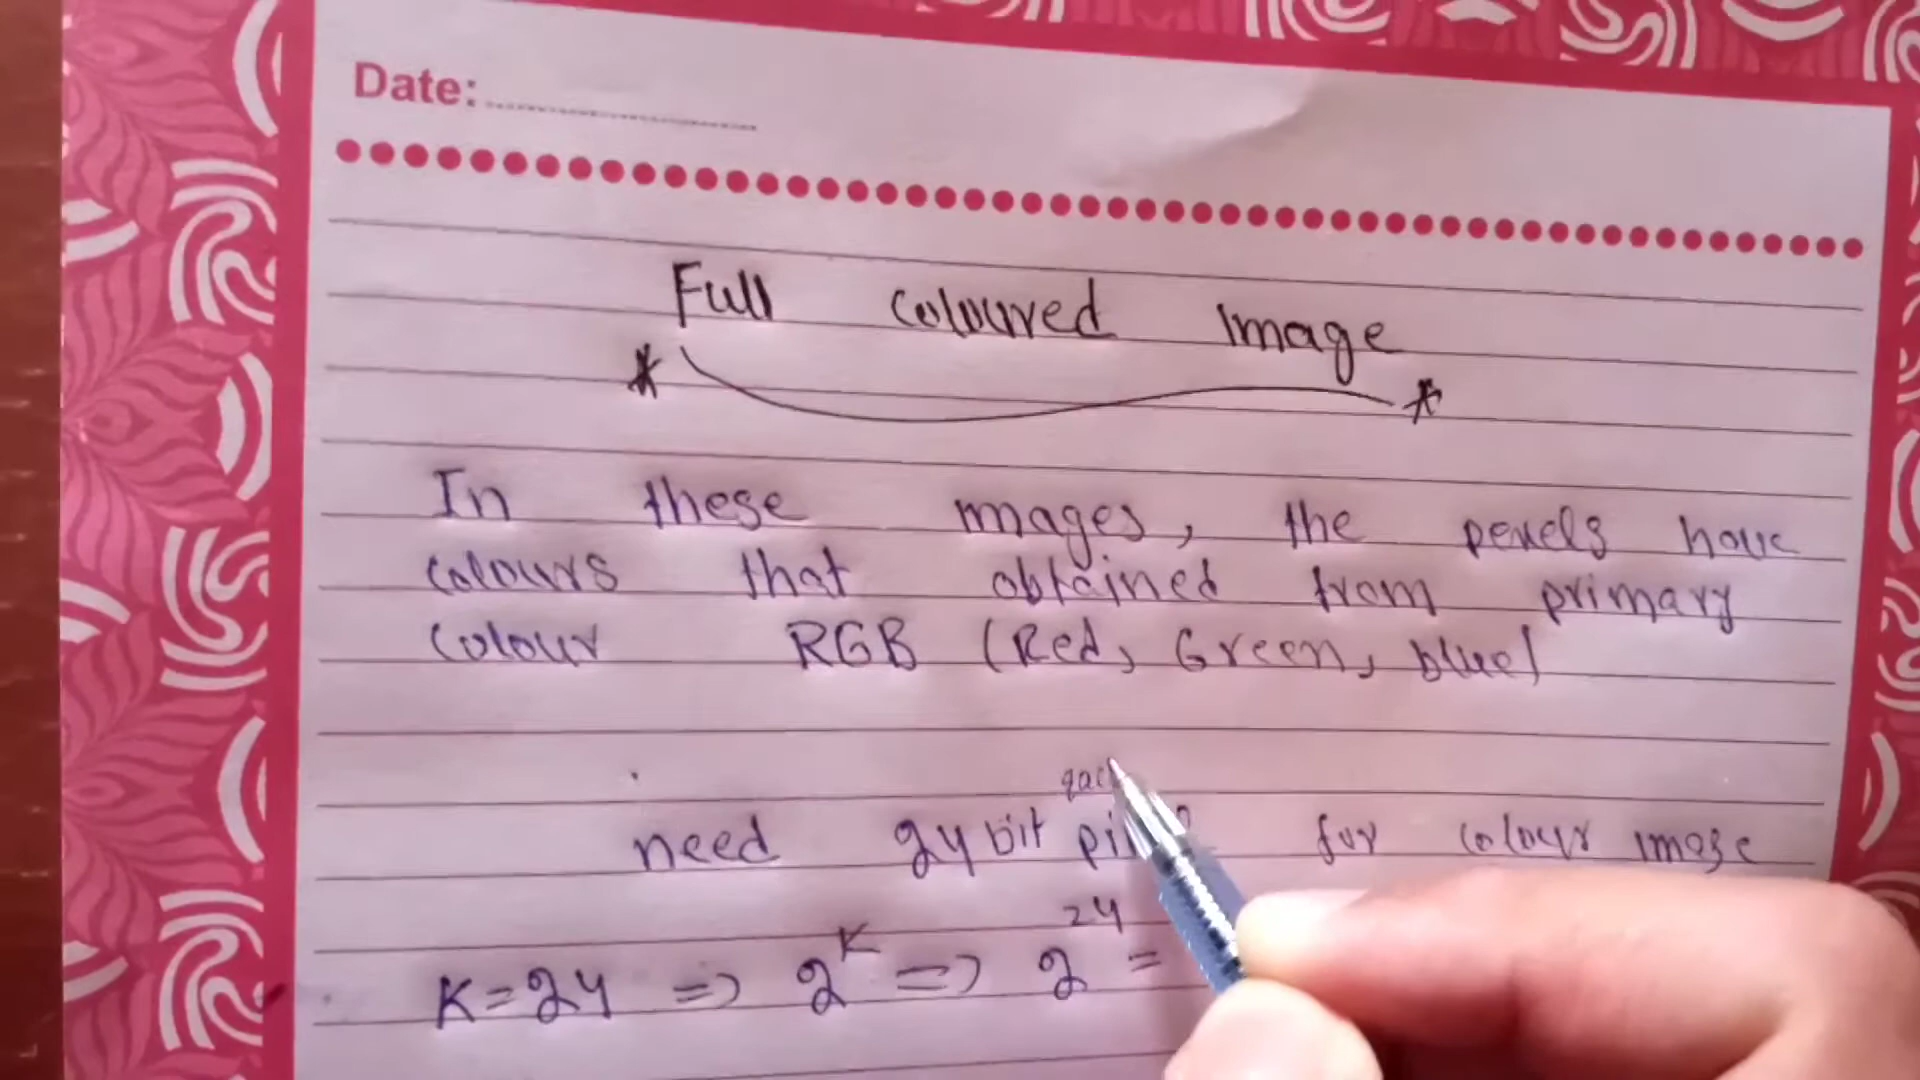 Date:
Full coloured Image
In these images, the pexels have
colours that obtained from primary
colour RGB (Red, Green, blue)
need 24 bit for colour image
K=24 => 2^K => 2^24 =